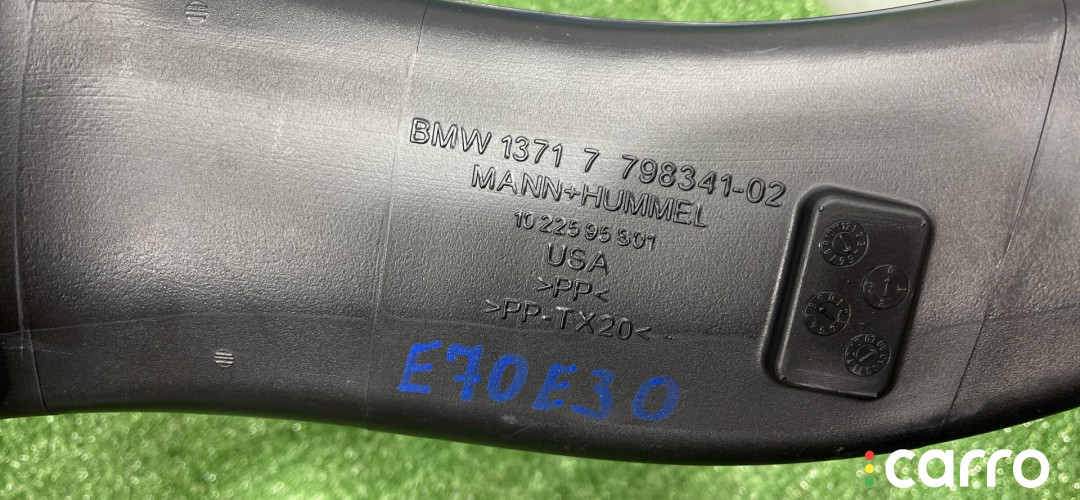 BMW 1371 7 798341-02
MANN+HUMMEL
10 225 95 S01
USA
>PP<
>PP-TX20<
E70E30
carro